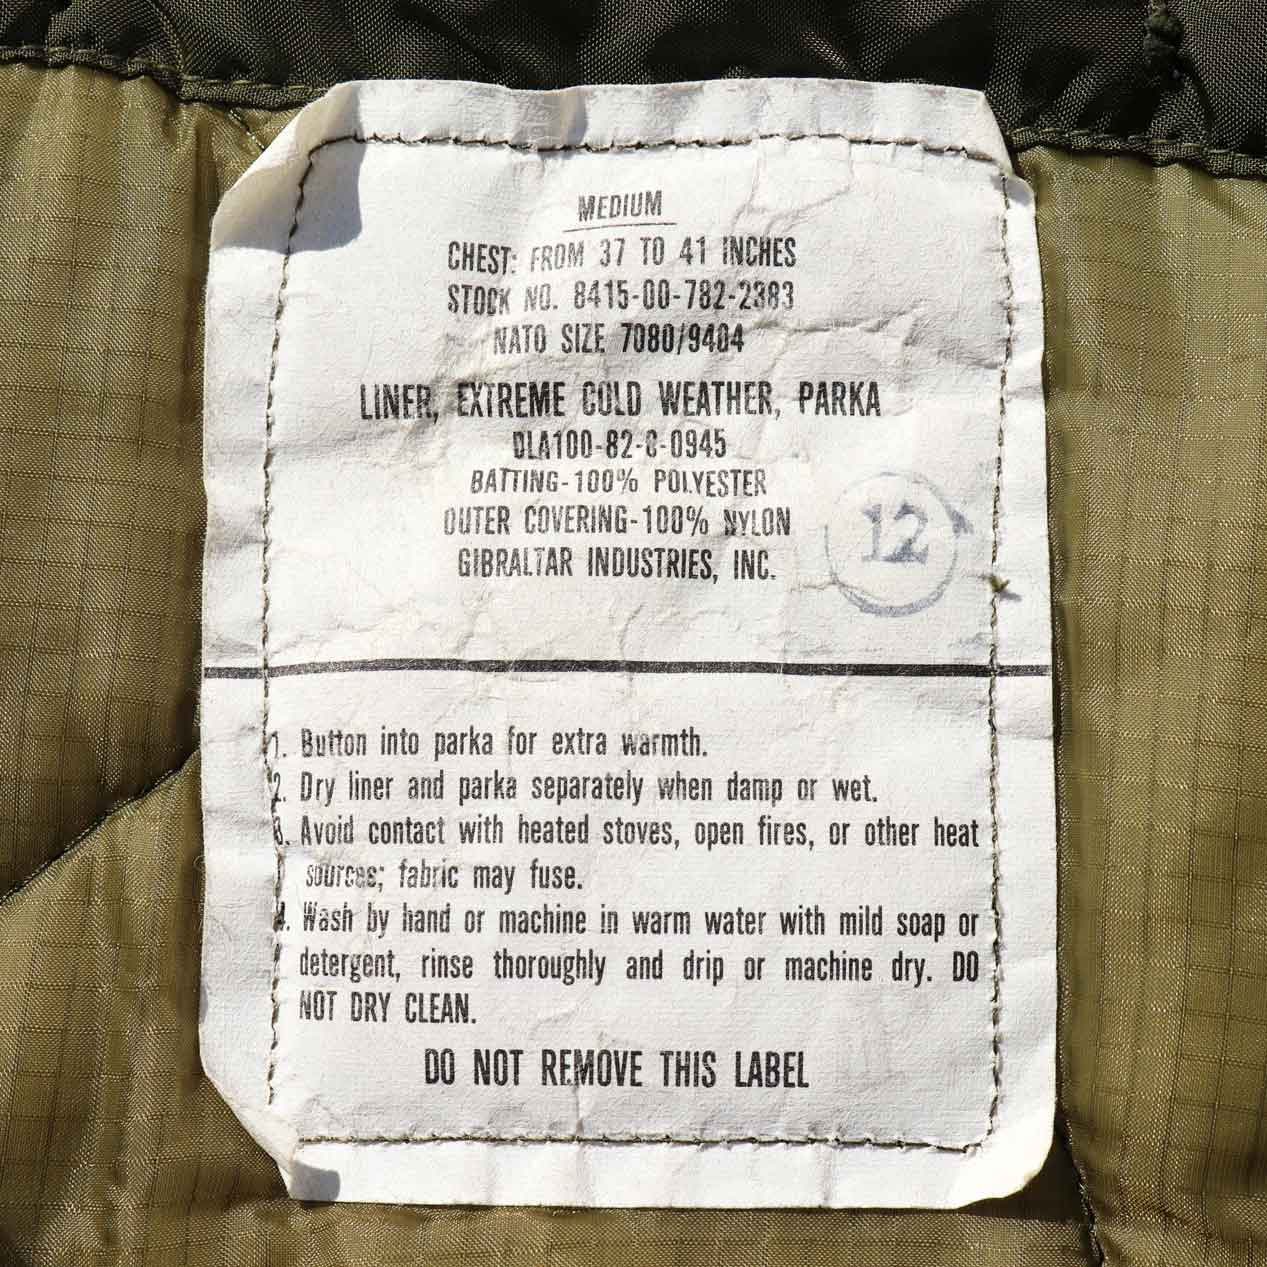 MEDIUM
CHEST: FROM 37 TO 41 INCHES
STOCK NO. 8415-00-782-2383
NATO SIZE 7080/9404
LINER, EXTREME COLD WEATHER, PARKA
DLA100-82-C-0945
BATTING-100% POLYESTER
OUTER COVERING-100% NYLON
12
GIBRALTAR INDUSTRIES, INC.
1. Button into parka for extra warmth.
2. Dry liner and parka separately when damp or wet.
3. Avoid contact with heated stoves, open fires, or other heat
sources; fabric may fuse.
4. Wash by hand or machine in warm water with mild soap or
detergent, rinse thoroughly and drip or machine dry. DO
NOT DRY CLEAN.
DO NOT REMOVE THIS LABEL